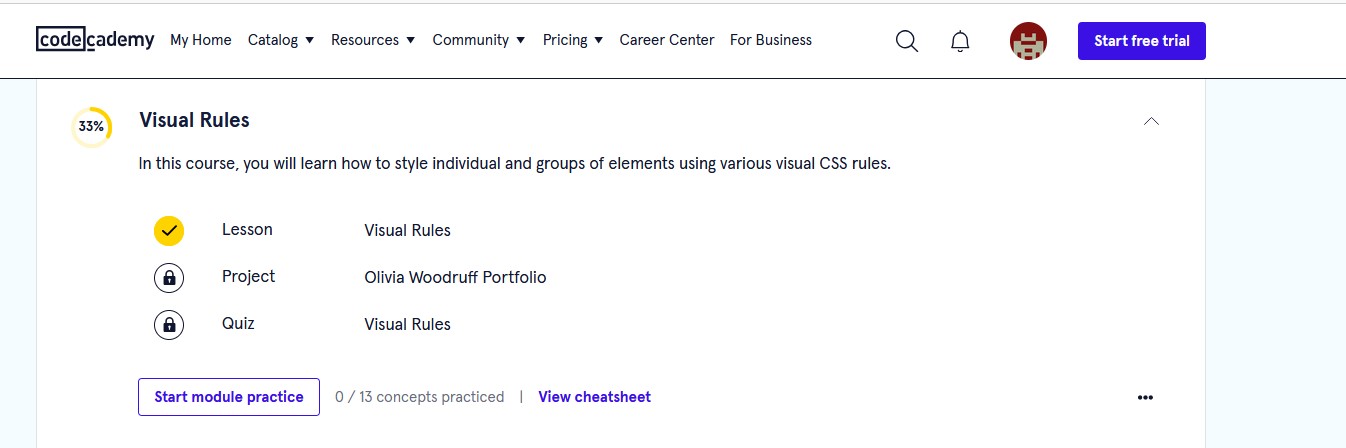 codecademy My Home Catalog Resources Community Pricing Career Center For Business Start free trial
33% Visual Rules
In this course, you will learn how to style individual and groups of elements using various visual CSS rules.
Lesson Visual Rules
Project Olivia Woodruff Portfolio
Quiz Visual Rules
Start module practice 0 / 13 concepts practiced | View cheatsheet